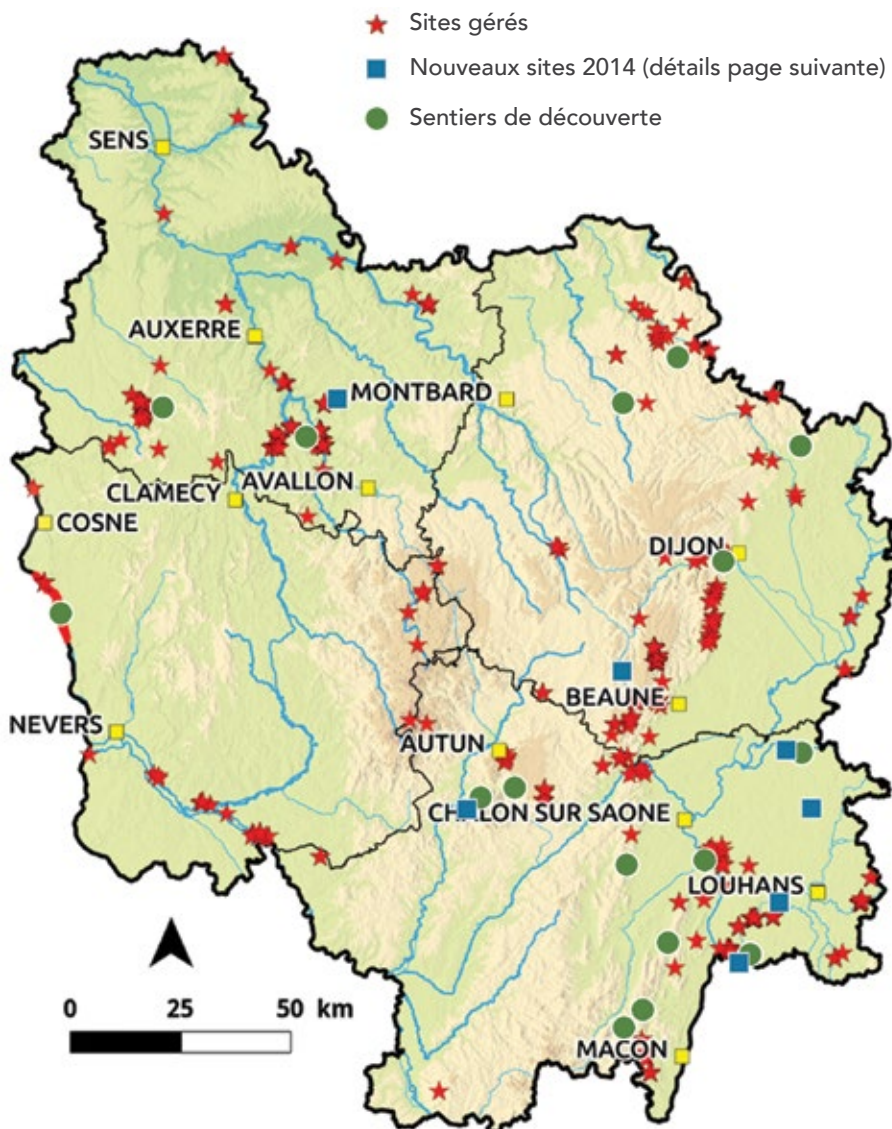 Sites gérés
Nouveaux sites 2014 (détails page suivante)
Sentiers de découverte
SENS
AUXERRE
MONTBARD
AVALLON
CLAMECY
COSNE
DIJON
BEAUNE
NEVERS
AUTUN
CHALON SUR SAONE
LOUHANS
MACON
0 25 50 km